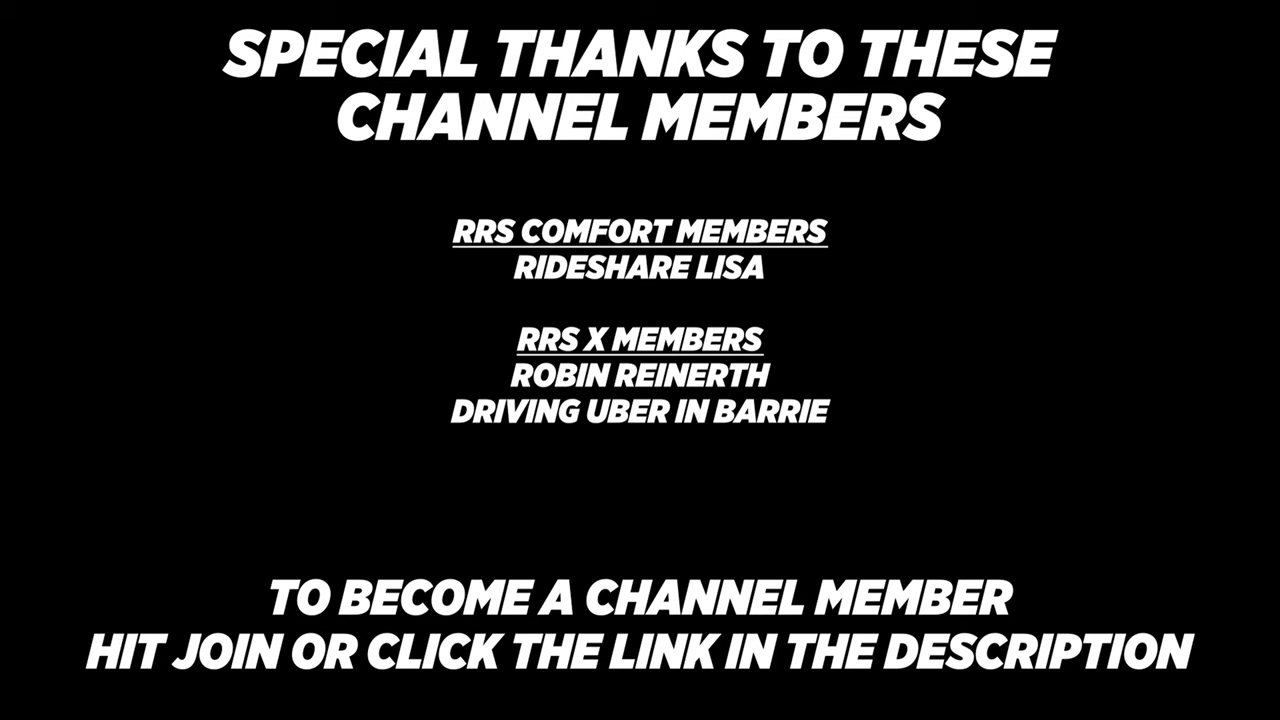 SPECIAL THANKS TO THESE
CHANNEL MEMBERS
RRS COMFORT MEMBERS
RIDESHARE LISA
RRS X MEMBERS
ROBIN REINERTH
DRIVING UBER IN BARRIE
TO BECOME A CHANNEL MEMBER
HIT JOIN OR CLICK THE LINK IN THE DESCRIPTION